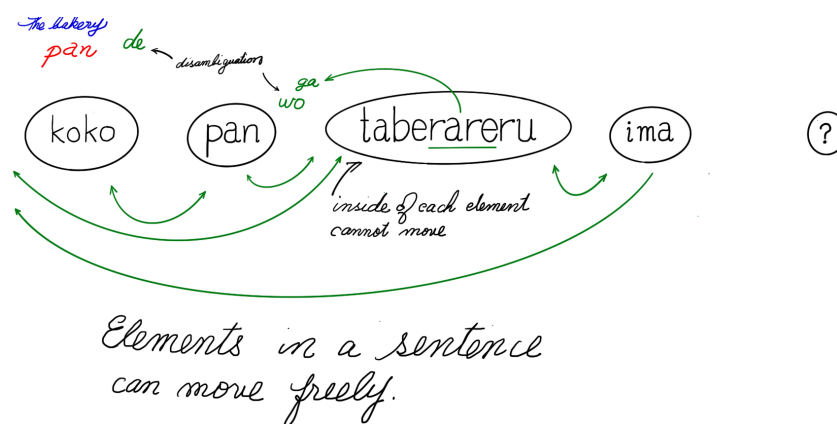 The bakery
pan de
disambiguation
ga
wo
koko pan taberareru ima ?
inside of each element
cannot move
Elements in a sentence
can move freely.